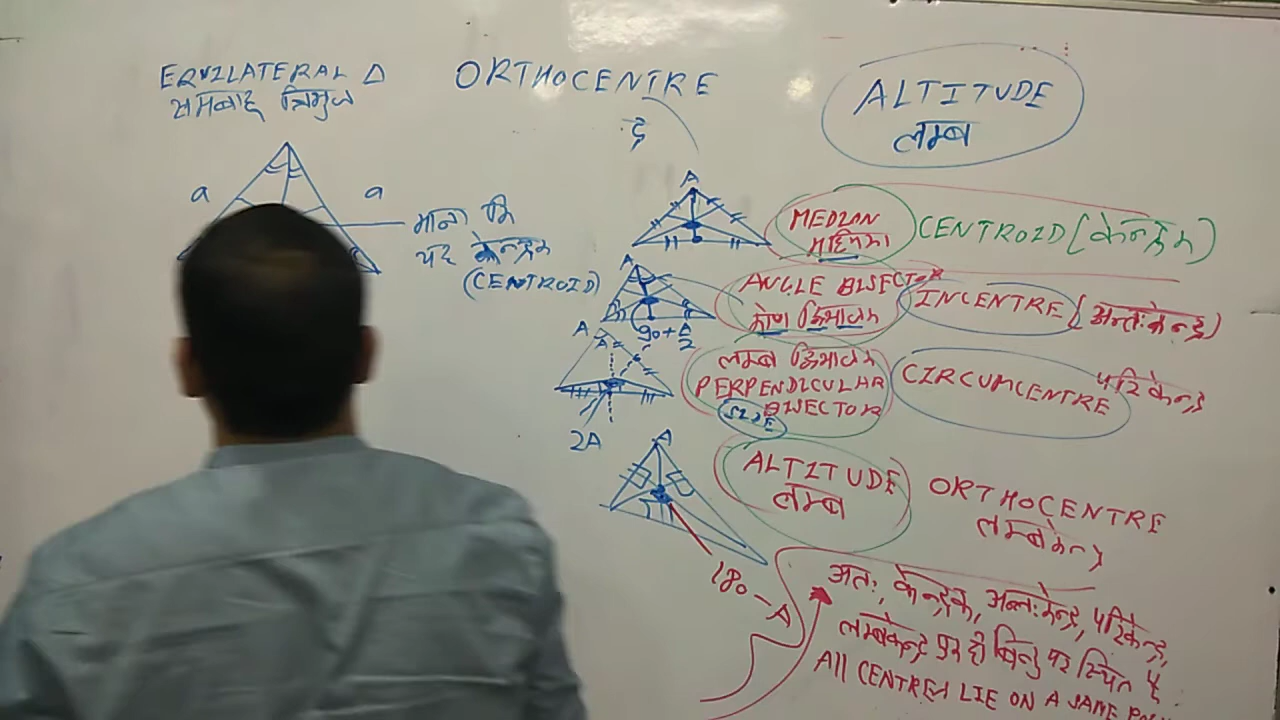 EQUILATERAL Δ
समबाहु त्रिभुज
ORTHOCENTRE
है
ALTITUDE
लम्ब
a
a
माना कि
यह केन्द्रक
(CENTROID)
A
MEDIAN
माध्यिका
CENTROID (केन्द्रक)
A
ANGLE BISECTOR
कोण द्विभाजक
INCENTRE (अन्तःकेन्द्र)
90+A/2
A
A
लम्ब द्विभाजक
PERPENDICULAR
BISECTOR
SIDE
CIRCUMCENTRE परिकेन्द्र
2A
A
ALTITUDE
लम्ब
ORTHOCENTRE
लम्बकेन्द्र
180-A
अतः, केन्द्रक, अन्तःकेन्द्र, परिकेन्द्र,
लम्बकेन्द्र एक ही बिन्दु पर स्थित है
All CENTRES LIE ON A SAME